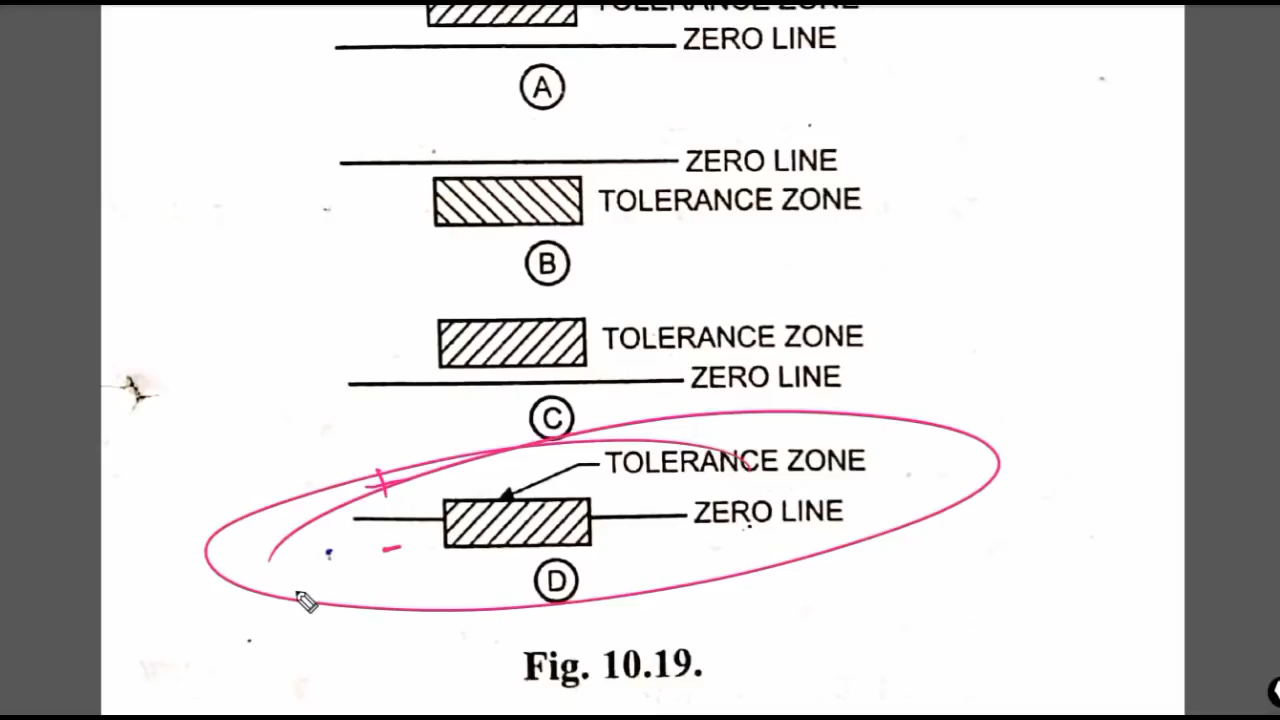 TOLERANCE ZONE
ZERO LINE
A
ZERO LINE
TOLERANCE ZONE
B
TOLERANCE ZONE
ZERO LINE
C
TOLERANCE ZONE
ZERO LINE
D
+
-
Fig. 10.19.